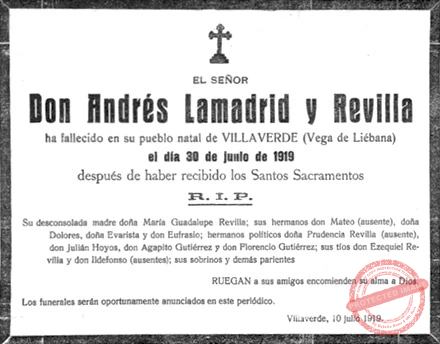 EL SEÑOR
Don Andrés Lamadrid y Revilla
ha fallecido en su pueblo natal de VILLAVERDE (Vega de Liébana)
el día 30 de junio de 1919
después de haber recibido los Santos Sacramentos
R. I. P.
Su desconsolada madre doña María Guadalupe Revilla; sus hermanos don Mateo (ausente), doña
Dolores, doña Evarista y don Eufrasio; hermanos políticos doña Prudencia Revilla (ausente),
don Julián Hoyos, don Agapito Gutiérrez y don Florencio Gutiérrez; sus tíos don Ezequiel Re-
villa y don Ildefonso (ausentes); sus sobrinos y demás parientes
RUEGAN a sus amigos encomienden su alma a Dios.
Los funerales serán oportunamente anunciados en este periódico.
Villaverde, 10 julio 1919.
PROTECTED IMAGE